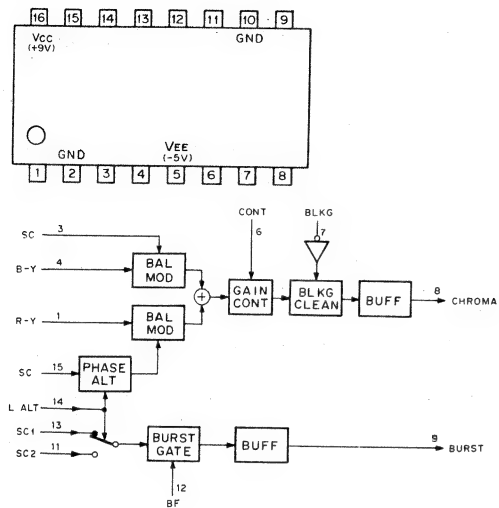 16 15 14 13 12 11 10 9
VCC GND
(+9V)
VEE
GND (-5V)
1 2 3 4 5 6 7 8
CONT BLKG
SC 3 6 7
B-Y 4 BAL MOD
GAIN CONT BLKG CLEAN BUFF 8 CHROMA
R-Y 1 BAL MOD
SC 15 PHASE ALT
L ALT 14
SC1 13
SC2 11 BURST GATE BUFF 9 BURST
12
BF